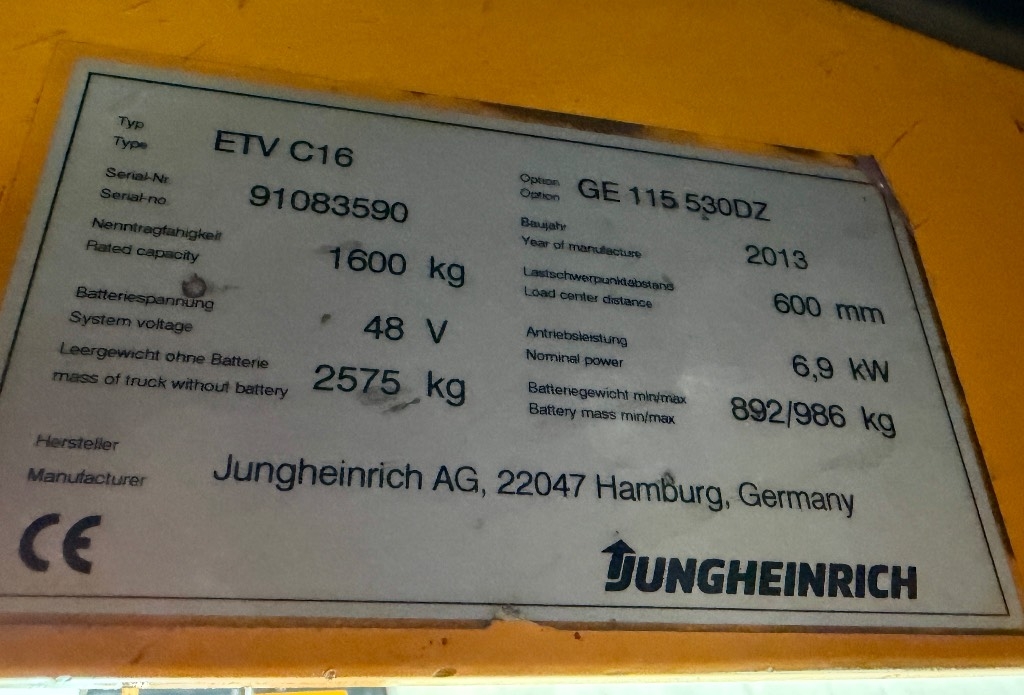 Typ
Type
ETV C16
Option
Option
GE 115 530DZ
Serial-Nr.
Serial-no.
91083590
Baujahr
Year of manufacture
2013
Nenntragfähigkeit
Rated capacity
1600 kg
Lastschwerpunktabstand
Load center distance
600 mm
Batteriespannung
System voltage
48 V
Antriebsleistung
Nominal power
6,9 kW
Leergewicht ohne Batterie
mass of truck without battery
2575 kg
Batteriegewicht min/max
Battery mass min/max
892/986 kg
Hersteller
Manufacturer
Jungheinrich AG, 22047 Hamburg, Germany
CE
JUNGHEINRICH